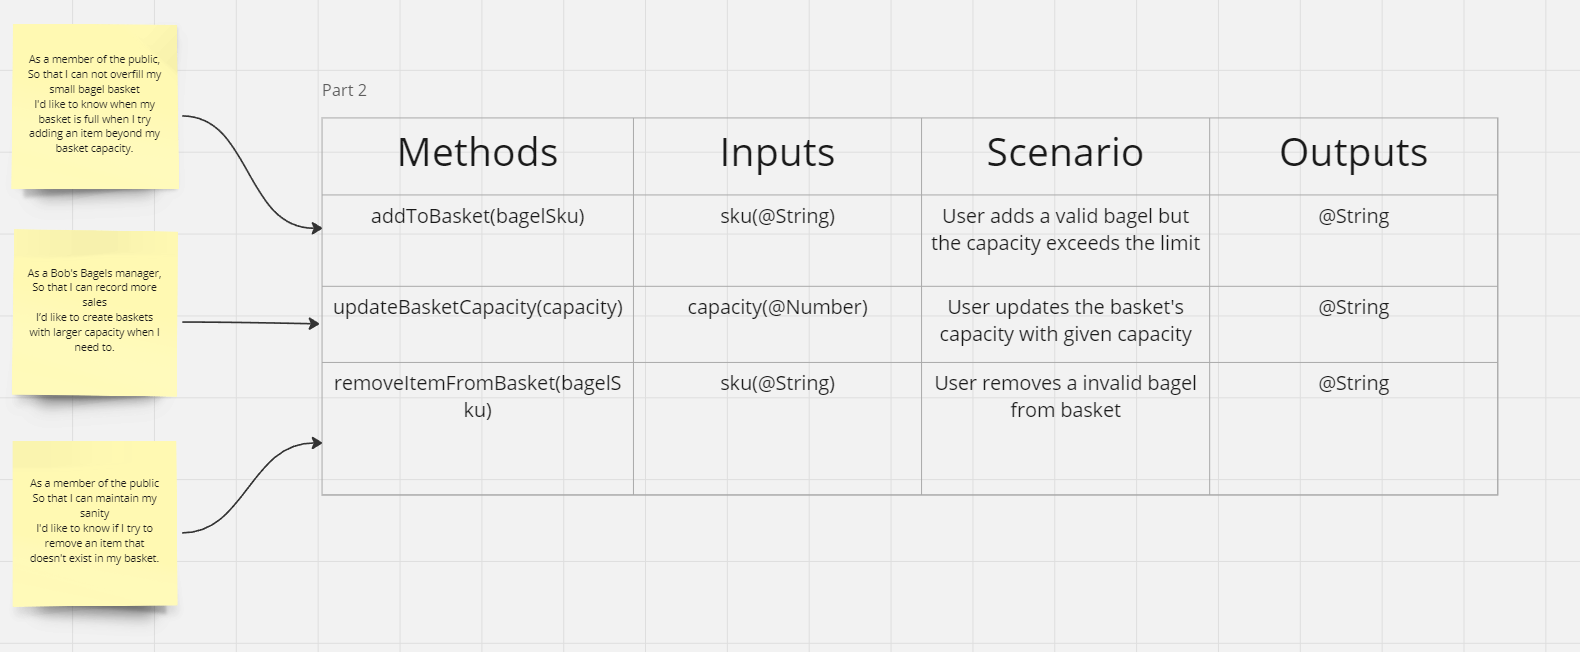 As a member of the public,
So that I can not overfill my
small bagel basket
I'd like to know when my
basket is full when I try
adding an item beyond my
basket capacity.
As a Bob's Bagels manager,
So that I can record more
sales
I'd like to create baskets
with larger capacity when I
need to.
As a member of the public
So that I can maintain my
sanity
I'd like to know if I try to
remove an item that
doesn't exist in my basket.
Part 2
Methods
Inputs
Scenario
Outputs
addToBasket(bagelSku)
sku(@String)
User adds a valid bagel but
the capacity exceeds the limit
@String
updateBasketCapacity(capacity)
capacity(@Number)
User updates the basket's
capacity with given capacity
@String
removeItemFromBasket(bagelS
ku)
sku(@String)
User removes a invalid bagel
from basket
@String